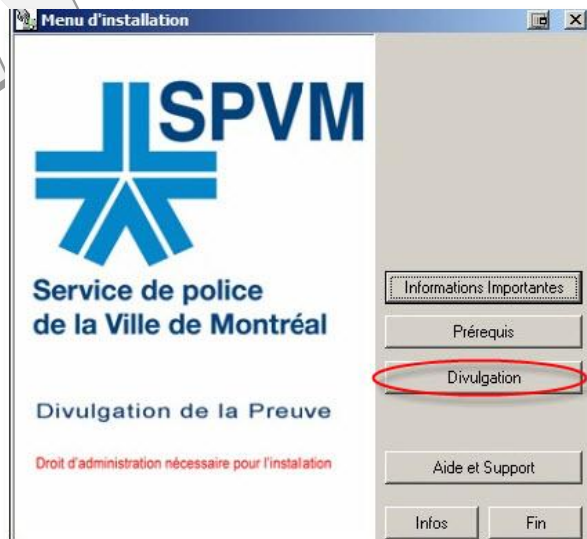 Menu d'installation
SPVM
Service de police
de la Ville de Montréal
Divulgation de la Preuve
Droit d'administration nécessaire pour l'instalation
Informations Importantes
Prérequis
Divulgation
Aide et Support
Infos
Fin